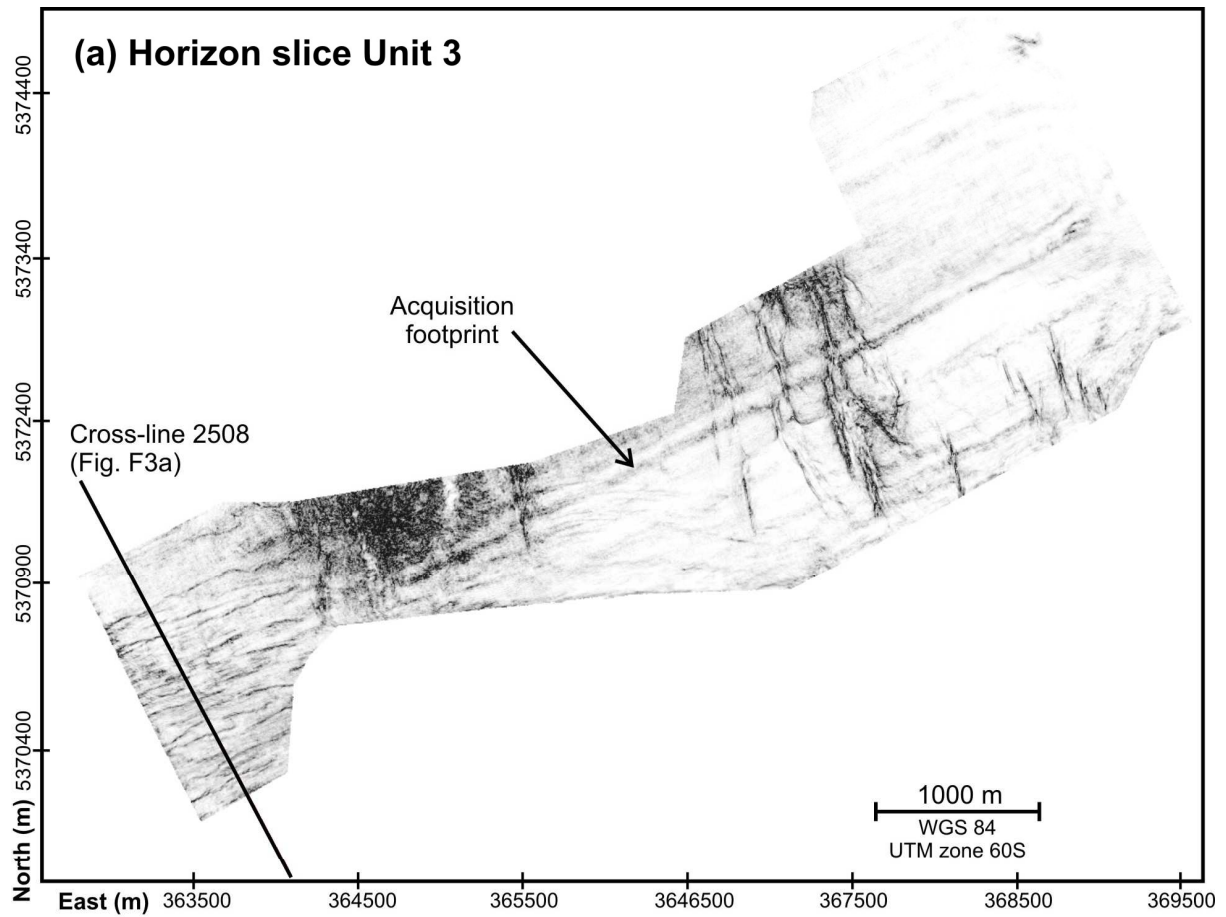 (a) Horizon slice Unit 3
5374400
5373400
Acquisition
footprint
5372400
Cross-line 2508
(Fig. F3a)
5370900
5370400
1000 m
WGS 84
UTM zone 60S
North (m)
East (m) 363500 364500 365500 3646500 367500 368500 369500